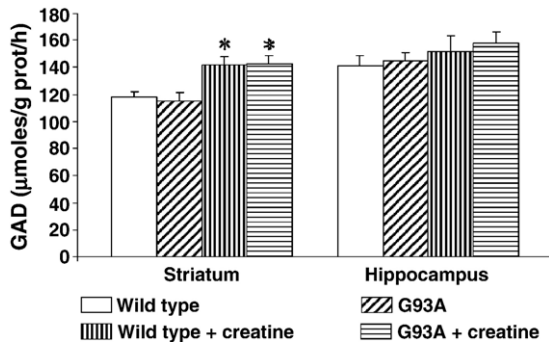 GAD (µmoles/g prot/h)
180
160
140
120
100
80
60
40
20
0
* *
Striatum Hippocampus
Wild type G93A
Wild type + creatine G93A + creatine